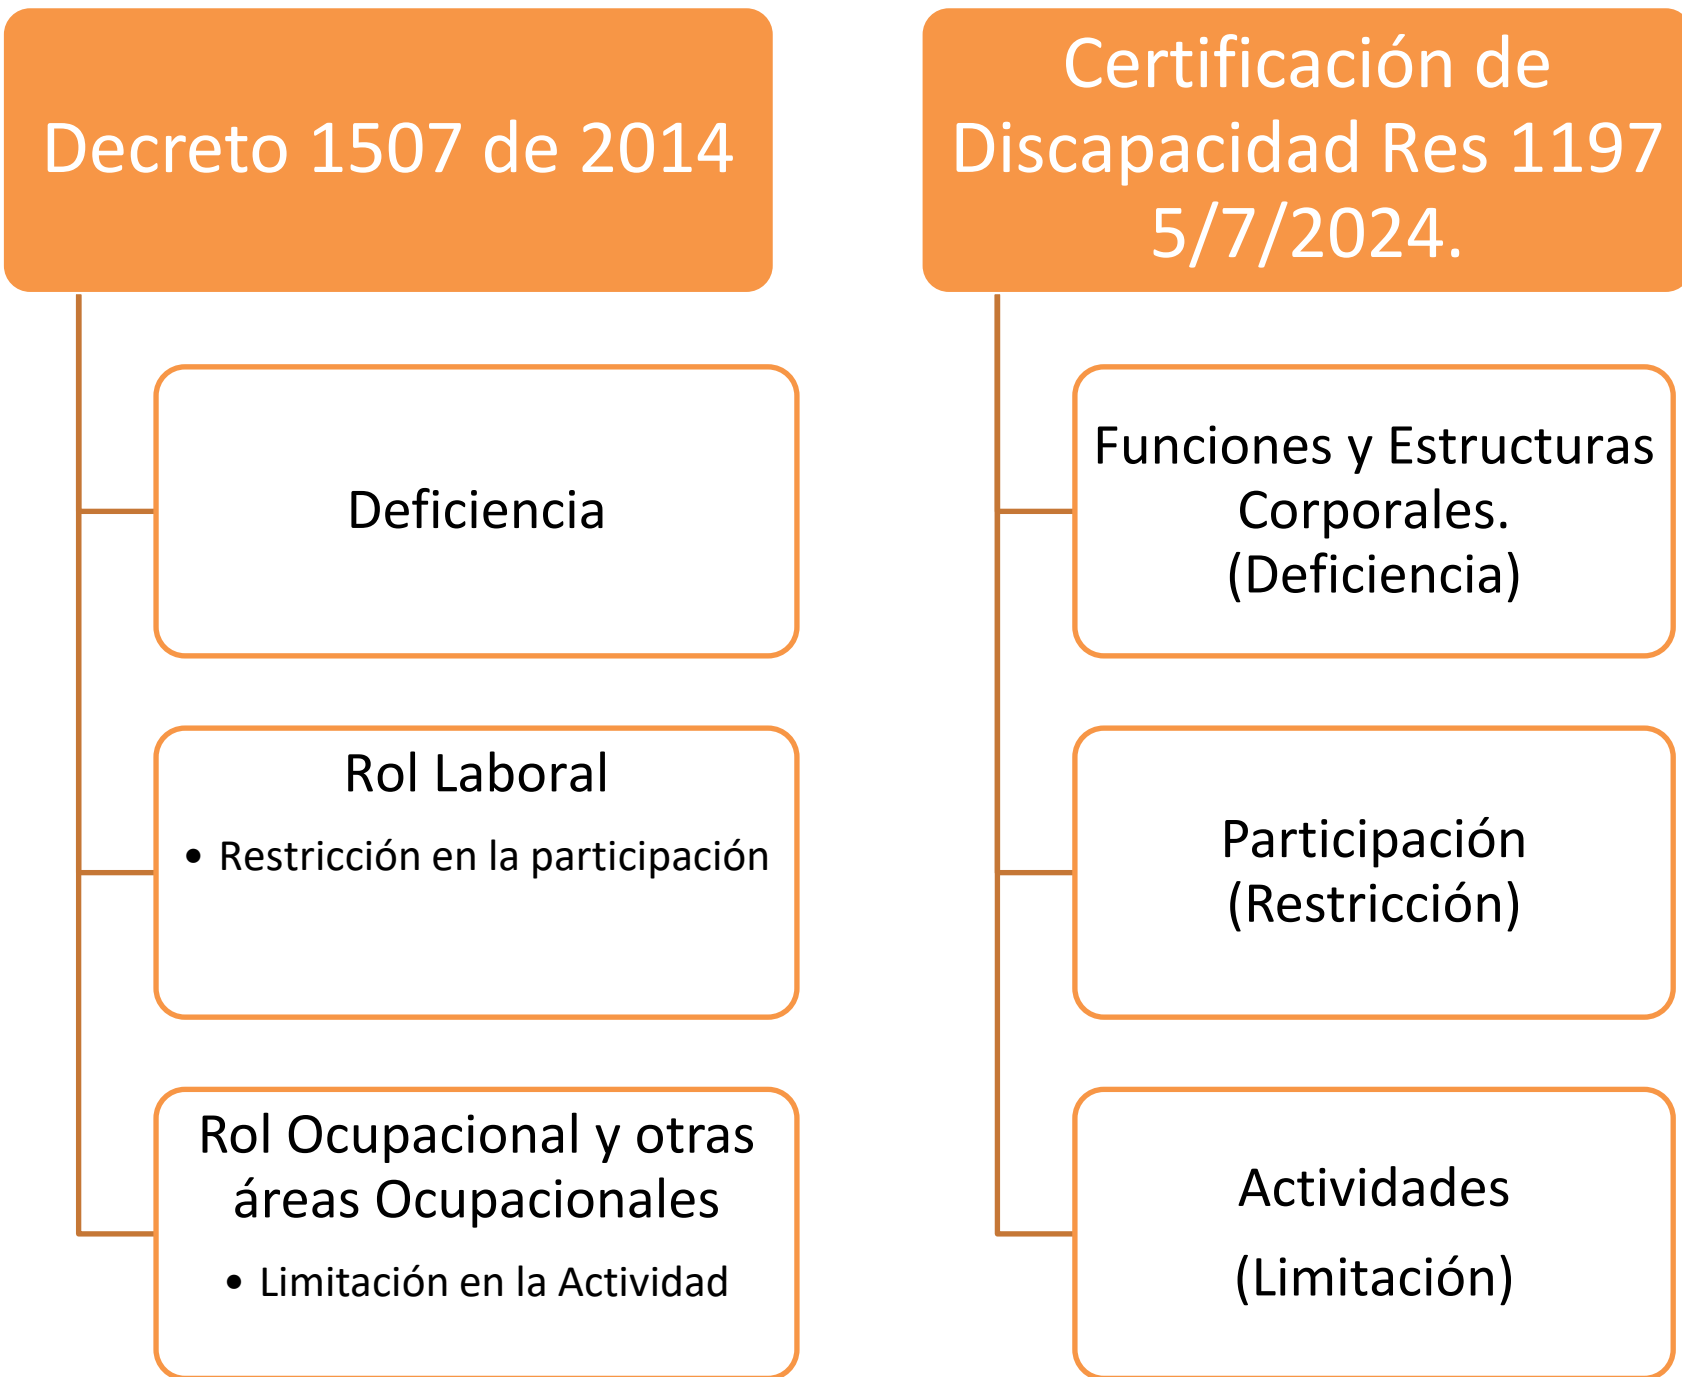 Decreto 1507 de 2014
Deficiencia
Rol Laboral
• Restricción en la participación
Rol Ocupacional y otras
áreas Ocupacionales
• Limitación en la Actividad
Certificación de
Discapacidad Res 1197
5/7/2024.
Funciones y Estructuras
Corporales.
(Deficiencia)
Participación
(Restricción)
Actividades
(Limitación)